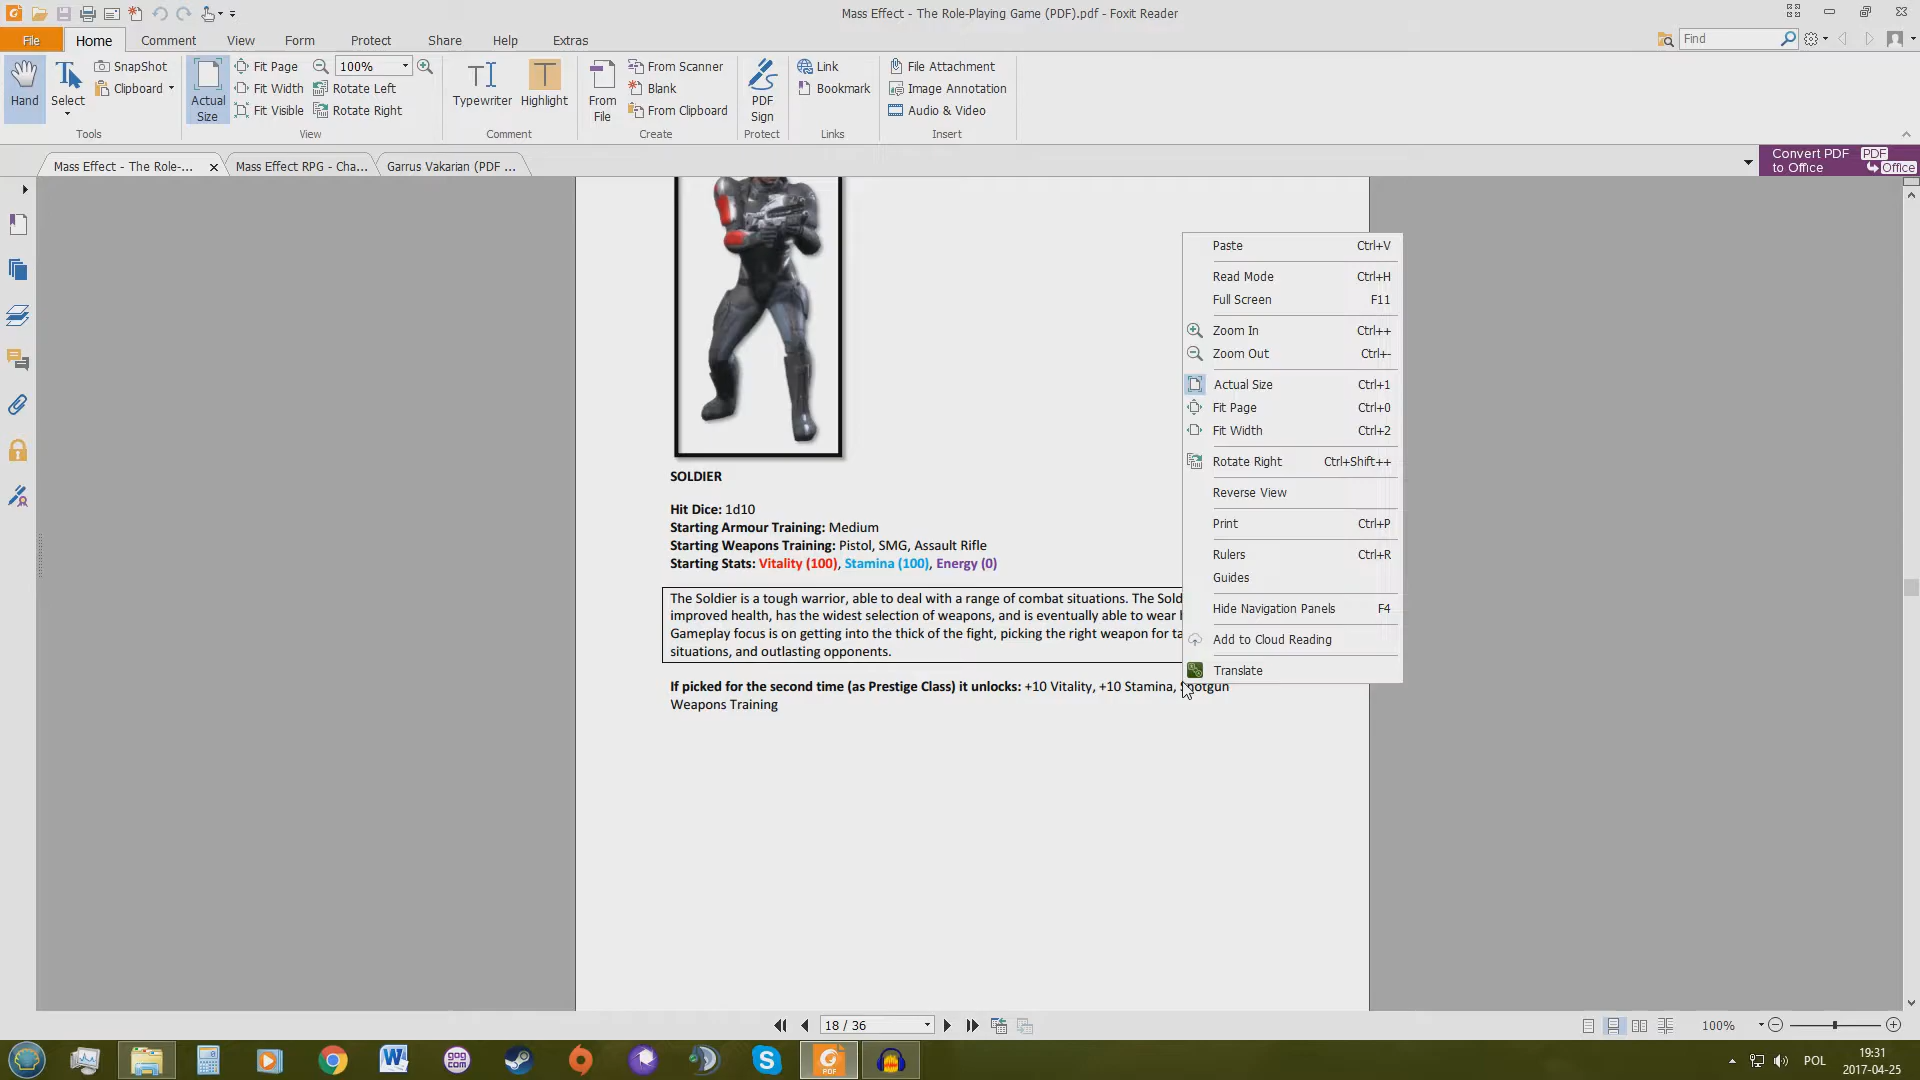 Mass Effect - The Role-Playing Game (PDF).pdf - Foxit Reader
File Home Comment View Form Protect Share Help Extras
Find
Hand
Select
SnapShot
Clipboard
Tools
Actual Size
Fit Page
Fit Width
Fit Visible
100%
Rotate Left
Rotate Right
View
Typewriter
Highlight
Comment
From File
From Scanner
Blank
From Clipboard
Create
PDF Sign
Protect
Link
Bookmark
Links
File Attachment
Image Annotation
Audio & Video
Insert
Mass Effect - The Role-...
Mass Effect RPG - Cha...
Garrus Vakarian (PDF ...
Convert PDF to Office
PDF
Office
SOLDIER
Hit Dice: 1d10
Starting Armour Training: Medium
Starting Weapons Training: Pistol, SMG, Assault Rifle
Starting Stats: Vitality (100), Stamina (100), Energy (0)
The Soldier is a tough warrior, able to deal with a range of combat situations. The Sold
improved health, has the widest selection of weapons, and is eventually able to wear
Gameplay focus is on getting into the thick of the fight, picking the right weapon for ta
situations, and outlasting opponents.
If picked for the second time (as Prestige Class) it unlocks: +10 Vitality, +10 Stamina, Shotgun
Weapons Training
Paste Ctrl+V
Read Mode Ctrl+H
Full Screen F11
Zoom In Ctrl++
Zoom Out Ctrl+-
Actual Size Ctrl+1
Fit Page Ctrl+0
Fit Width Ctrl+2
Rotate Right Ctrl+Shift++
Reverse View
Print Ctrl+P
Rulers Ctrl+R
Guides
Hide Navigation Panels F4
Add to Cloud Reading
Translate
18 / 36
100%
GOG COM
PDF
POL
19:31
2017-04-25